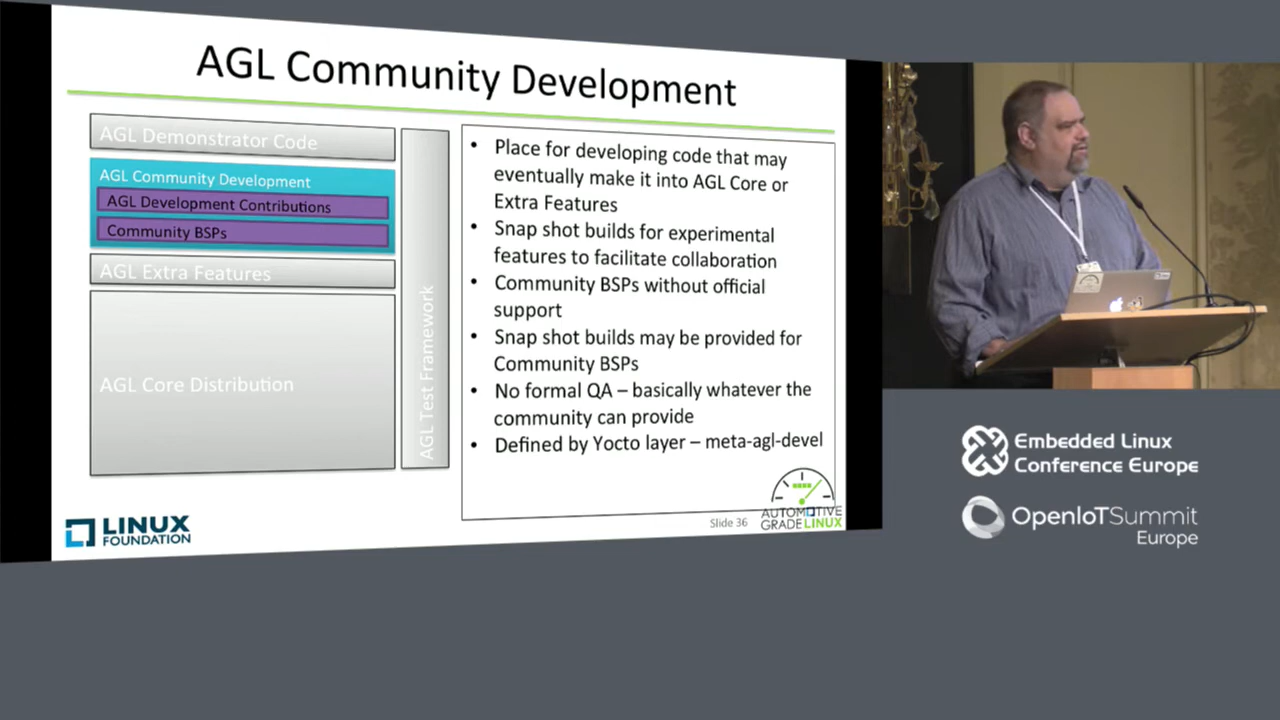 AGL Community Development
AGL Demonstrator Code
AGL Community Development
AGL Development Contributions
Community BSPs
AGL Extra Features
AGL Core Distribution
AGL Test Framework
• Place for developing code that may
eventually make it into AGL Core or
Extra Features
• Snap shot builds for experimental
features to facilitate collaboration
• Community BSPs without official
support
• Snap shot builds may be provided for
Community BSPs
• No formal QA – basically whatever the
community can provide
• Defined by Yocto layer – meta-agl-devel
LINUX
FOUNDATION
Slide 36
AUTOMOTIVE
GRADELINUX
Embedded Linux
Conference Europe
OpenIoTSummit
Europe